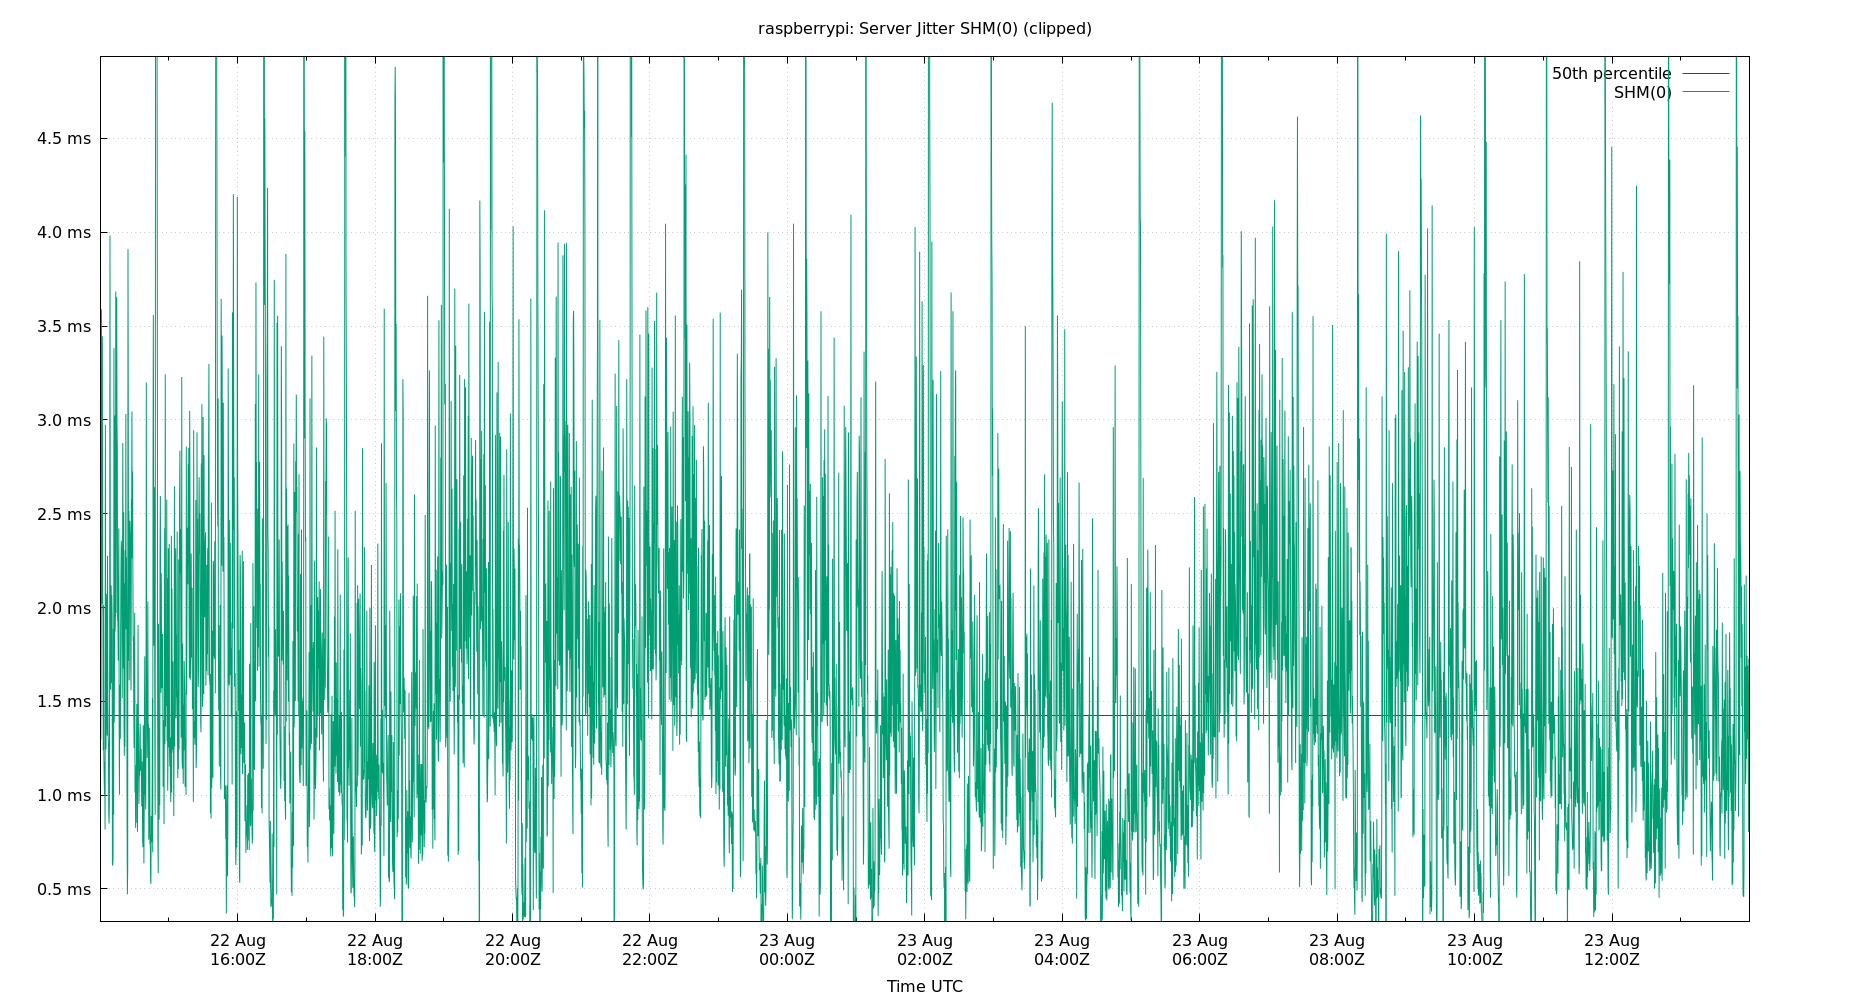 raspberrypi: Server Jitter SHM(0) (clipped)
50th percentile
SHM(0)
4.5 ms
4.0 ms
3.5 ms
3.0 ms
2.5 ms
2.0 ms
1.5 ms
1.0 ms
0.5 ms
22 Aug 22 Aug 22 Aug 22 Aug 23 Aug 23 Aug 23 Aug 23 Aug 23 Aug 23 Aug 23 Aug
16:00Z 18:00Z 20:00Z 22:00Z 00:00Z 02:00Z 04:00Z 06:00Z 08:00Z 10:00Z 12:00Z
Time UTC